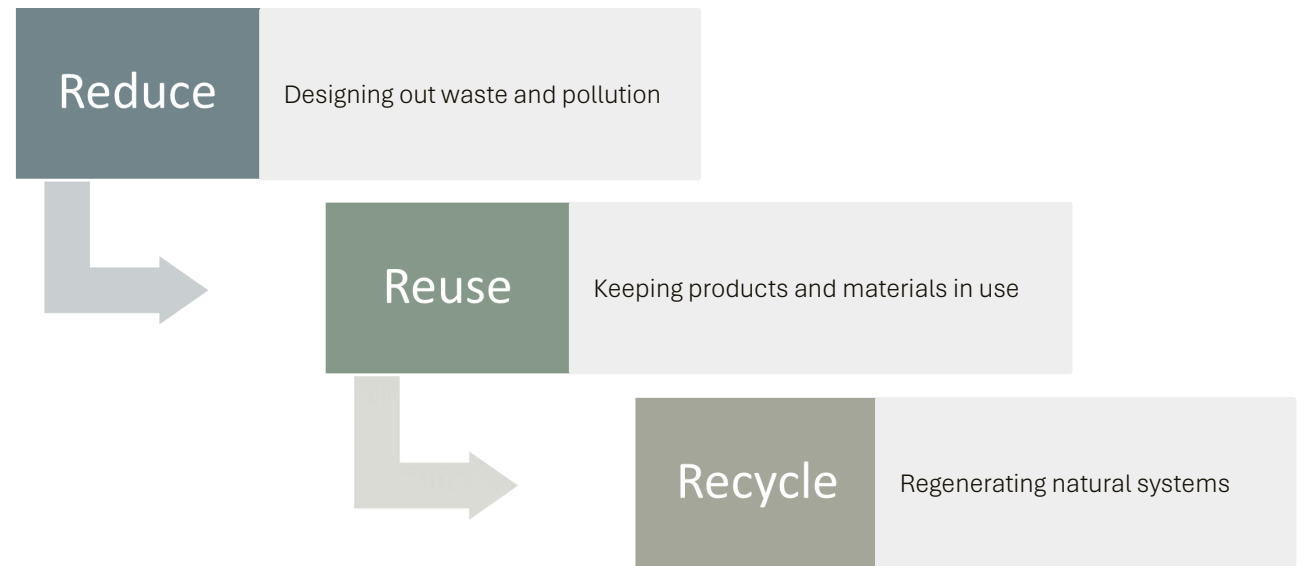 Reduce
Designing out waste and pollution
Reuse
Keeping products and materials in use
Recycle
Regenerating natural systems